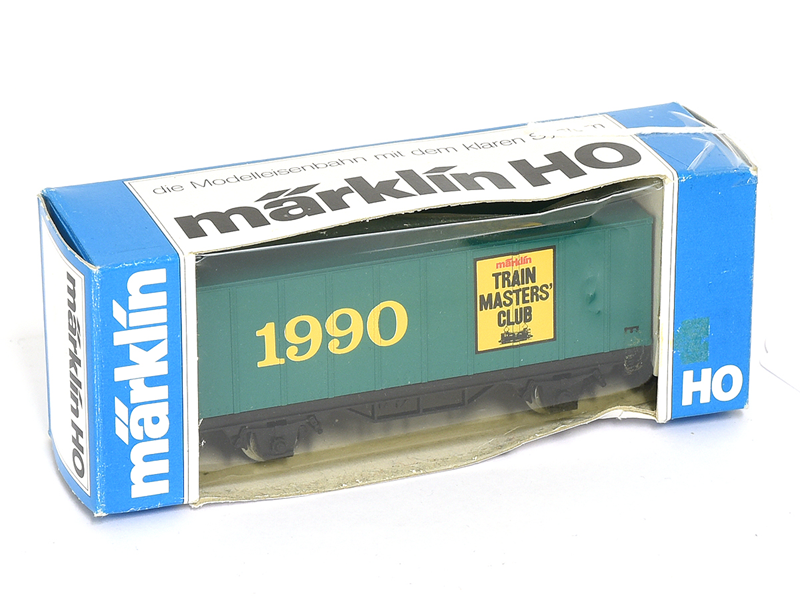 die Modelleisenbahn mit dem klaren
märklin HO
märklin HO
märklin
1990
märklin
TRAIN
MASTERS'
CLUB
HO